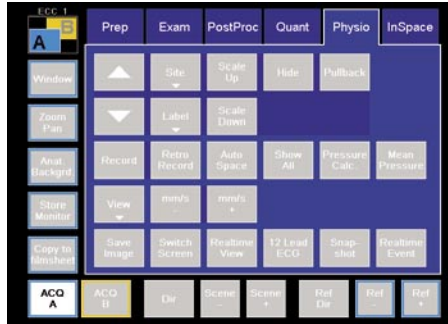 ECC 1
A B
Prep Exam PostProc Quant Physio InSpace
Window Site Scale Up Hide Pullback
Zoom Pan Label Scale Down
Anat. Backgrd. Record Retro Record Auto Space Show All Pressure Calc. Mean Pressure
Store Monitor View mm/s - mm/s +
Copy to filmsheet Save Image Switch Screen Realtime View 12 Lead ECG Snap- shot Realtime Event
ACQ A ACQ B Dir Scene - Scene + Ref Dir Ref - Ref +